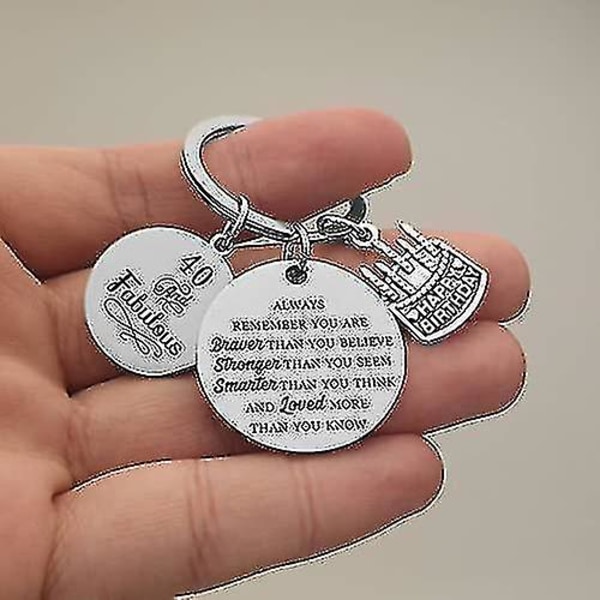 40
And
Fabulous
ALWAYS
REMEMBER YOU ARE
Braver THAN YOU BELIEVE
Stronger THAN YOU SEEM
Smarter THAN YOU THINK
AND Loved MORE
THAN YOU KNOW
HAPPY
BIRTHDAY